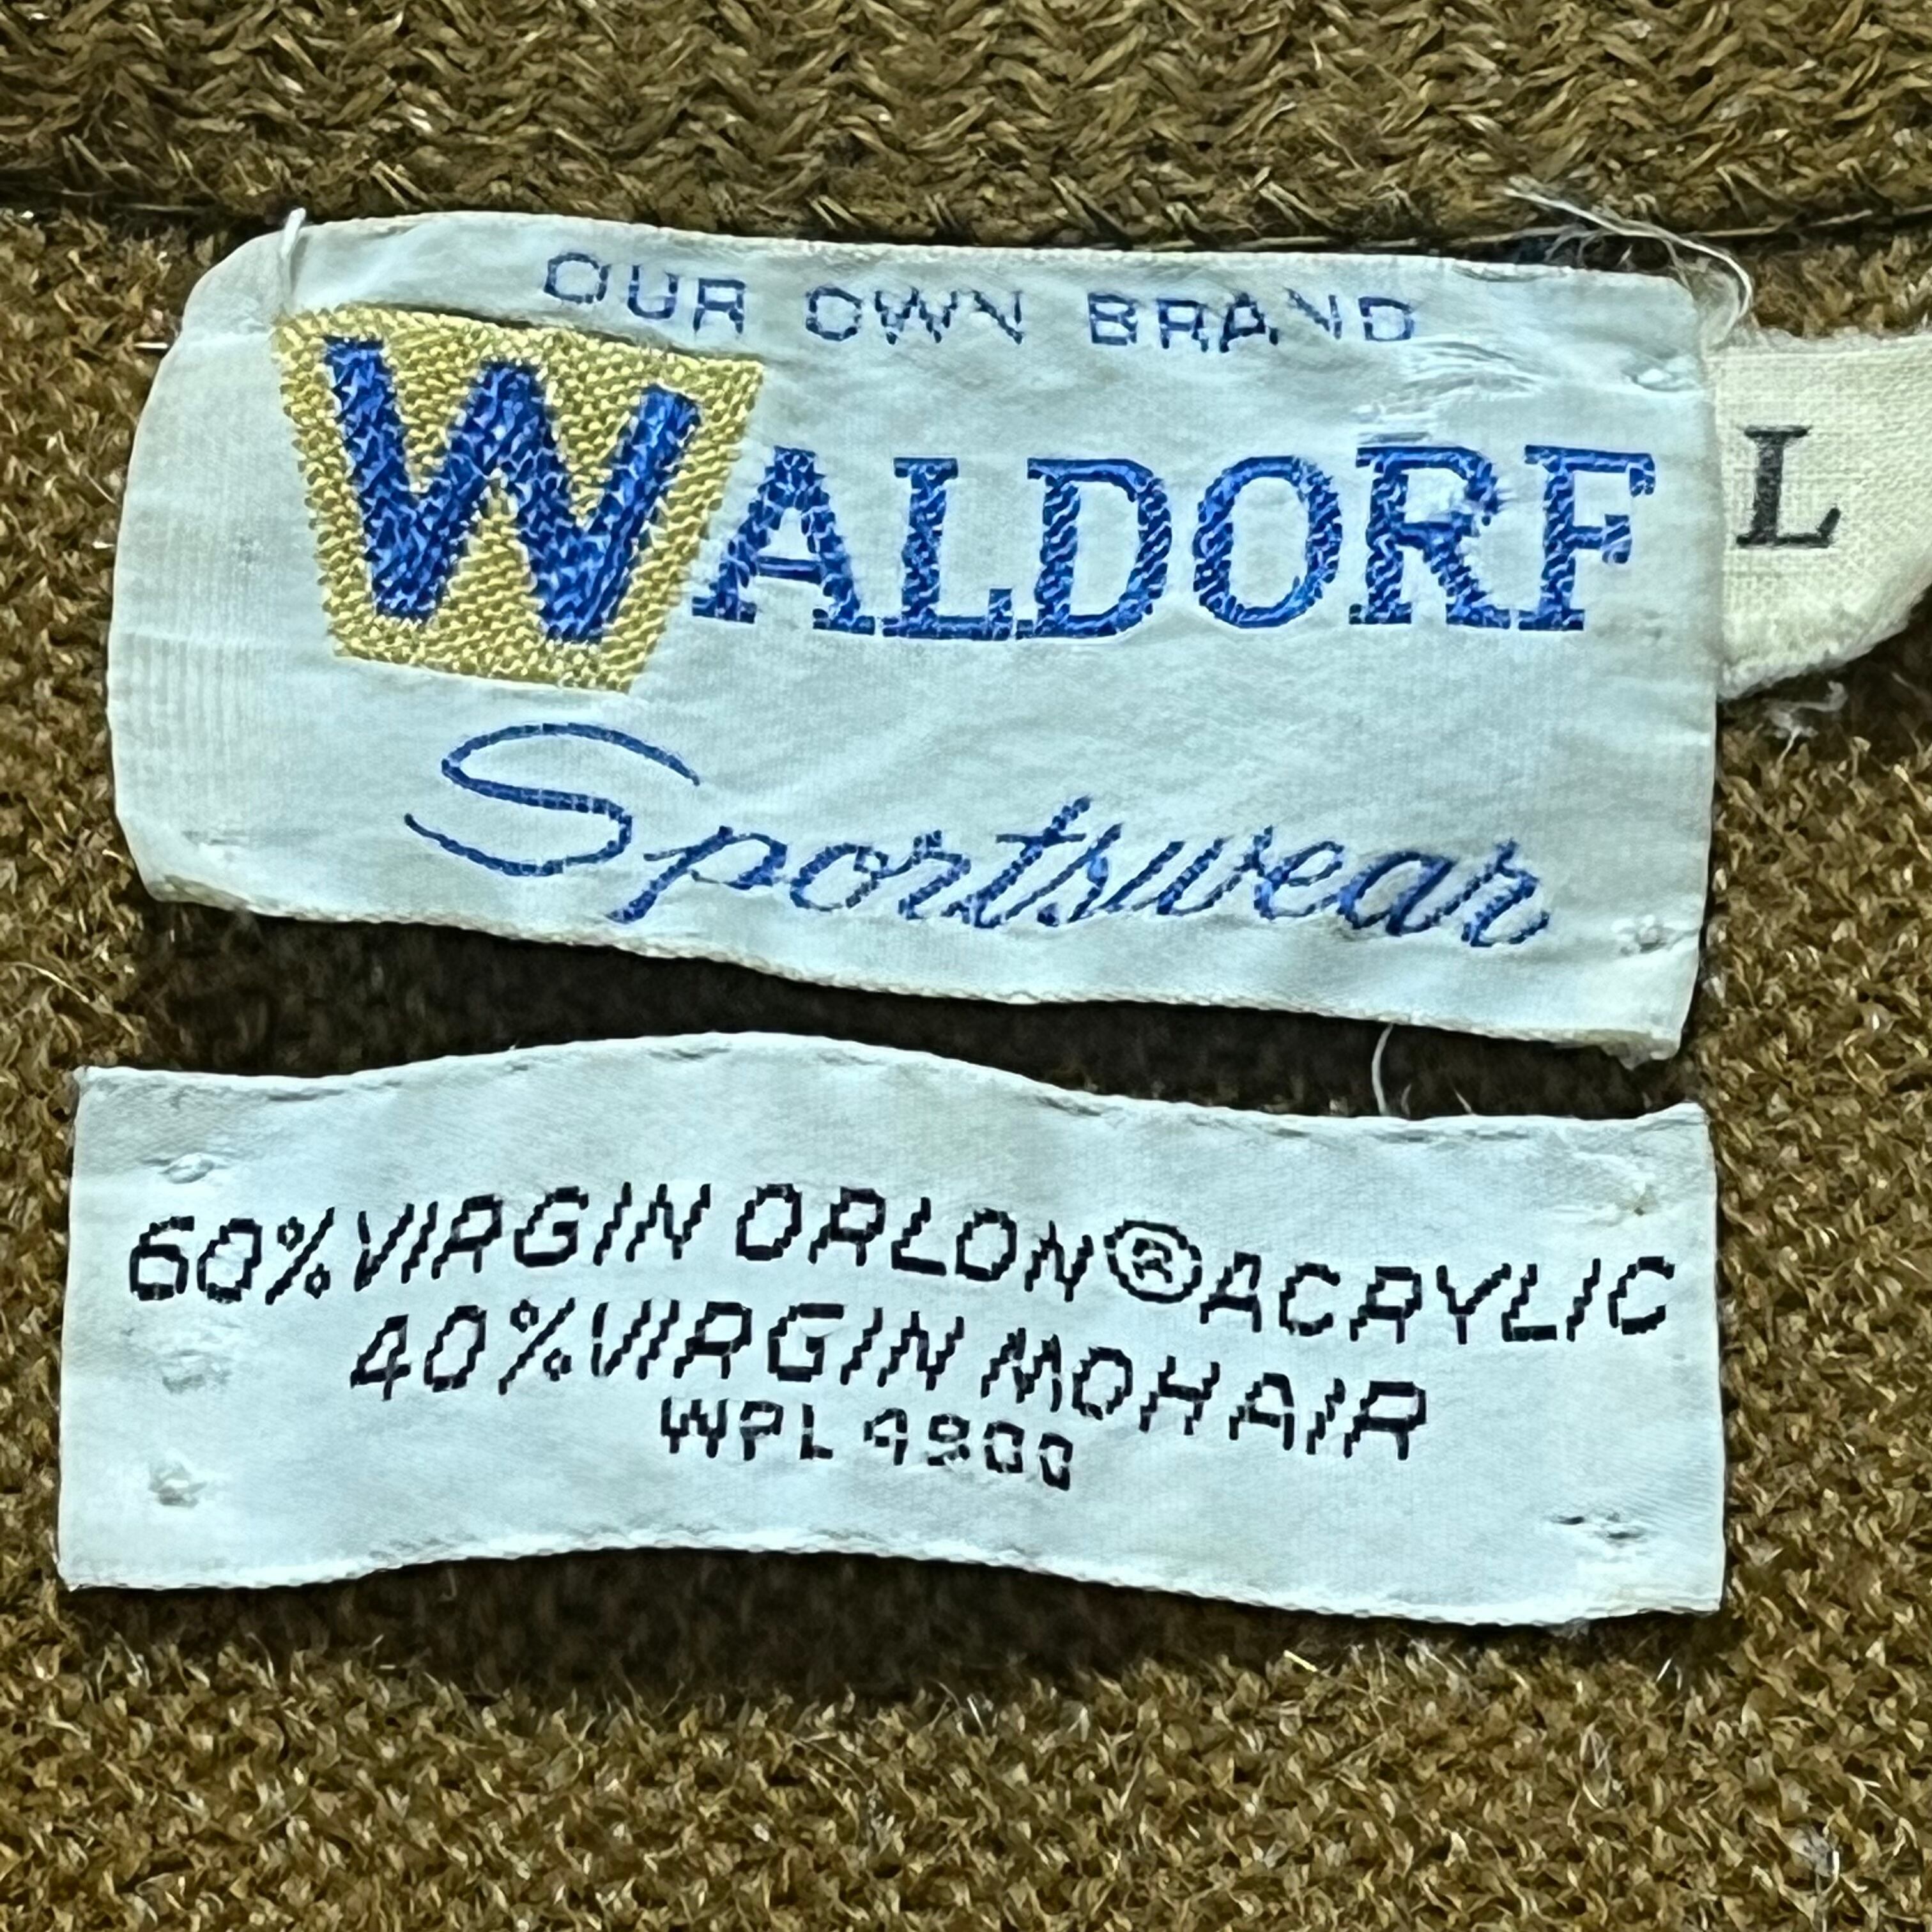 OUR OWN BRAND
WALDORF
L
Sportswear
60% VIRGIN ORLON® ACRYLIC
40% VIRGIN MOHAIR
WPL 4900